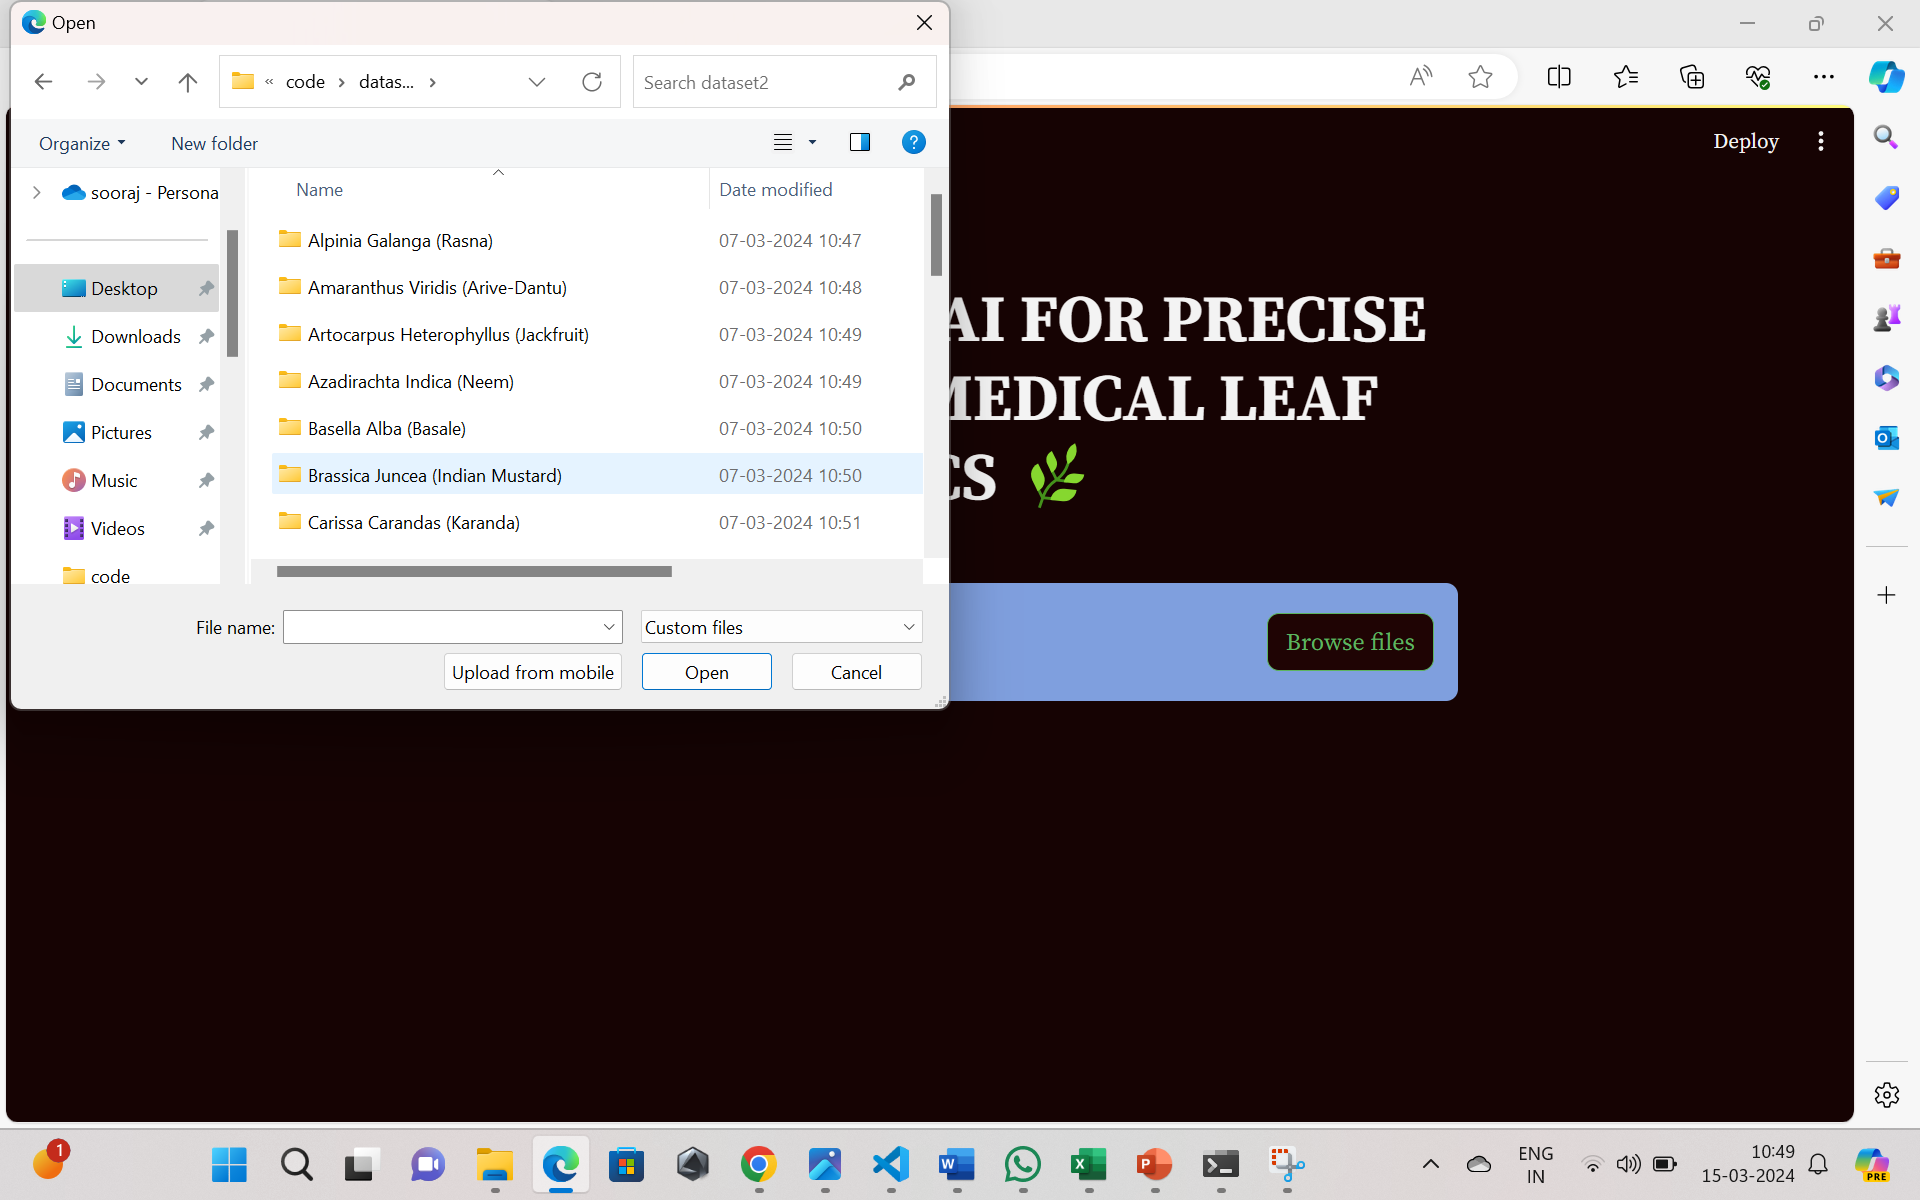 Open
« code > datas... >
Search dataset2
Organize
New folder
sooraj - Persona
Desktop
Downloads
Documents
Pictures
Music
Videos
code
Name
Date modified
Alpinia Galanga (Rasna)
07-03-2024 10:47
Amaranthus Viridis (Arive-Dantu)
07-03-2024 10:48
Artocarpus Heterophyllus (Jackfruit)
07-03-2024 10:49
Azadirachta Indica (Neem)
07-03-2024 10:49
Basella Alba (Basale)
07-03-2024 10:50
Brassica Juncea (Indian Mustard)
07-03-2024 10:50
Carissa Carandas (Karanda)
07-03-2024 10:51
File name:
Custom files
Upload from mobile
Open
Cancel
Deploy
AI FOR PRECISE
MEDICAL LEAF
CS
Browse files
1
ENG
IN
10:49
15-03-2024
PRE